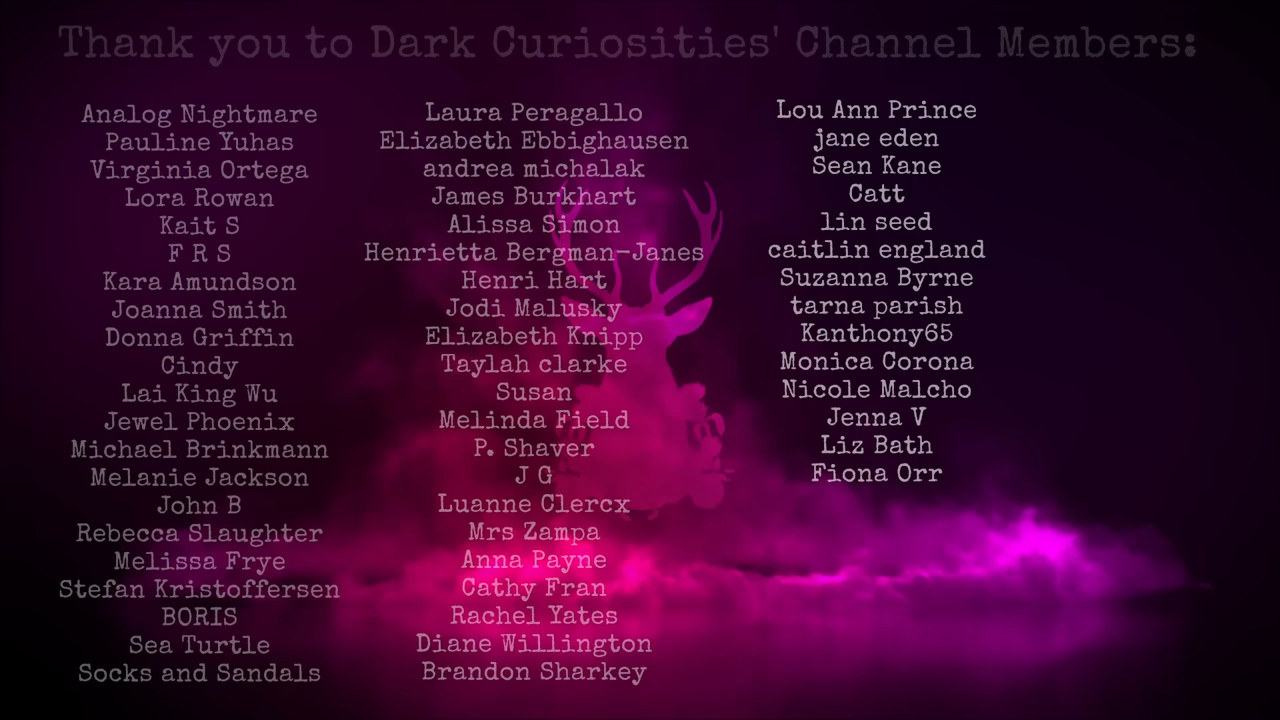 Thank you to Dark Curiosities' Channel Members:
Analog Nightmare
Pauline Yuhas
Virginia Ortega
Lora Rowan
Kait S
F R S
Kara Amundson
Joanna Smith
Donna Griffin
Cindy
Lai King Wu
Jewel Phoenix
Michael Brinkmann
Melanie Jackson
John B
Rebecca Slaughter
Melissa Frye
Stefan Kristoffersen
BORIS
Sea Turtle
Socks and Sandals
Laura Peragallo
Elizabeth Ebbighausen
andrea michalak
James Burkhart
Alissa Simon
Henrietta Bergman-Janes
Henri Hart
Jodi Malusky
Elizabeth Knipp
Taylah clarke
Susan
Melinda Field
P. Shaver
J G
Luanne Clercx
Mrs Zampa
Anna Payne
Cathy Fran
Rachel Yates
Diane Willington
Brandon Sharkey
Lou Ann Prince
jane eden
Sean Kane
Catt
lin seed
caitlin england
Suzanna Byrne
tarna parish
Kanthony65
Monica Corona
Nicole Malcho
Jenna V
Liz Bath
Fiona Orr